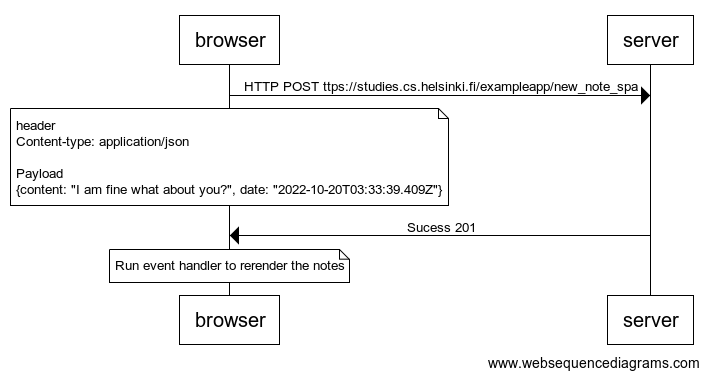 browser
server
HTTP POST ttps://studies.cs.helsinki.fi/exampleapp/new_note_spa
header
Content-type: application/json
Payload
{content: "I am fine what about you?", date: "2022-10-20T03:33:39.409Z"}
Sucess 201
Run event handler to rerender the notes
browser
server
www.websequencediagrams.com